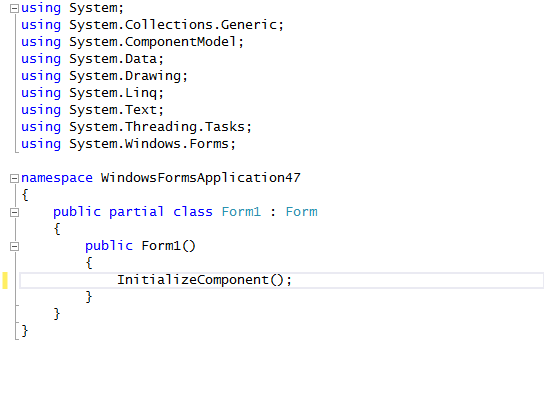 using System;
using System.Collections.Generic;
using System.ComponentModel;
using System.Data;
using System.Drawing;
using System.Linq;
using System.Text;
using System.Threading.Tasks;
using System.Windows.Forms;

namespace WindowsFormsApplication47
{
    public partial class Form1 : Form
    {
        public Form1()
        {
            InitializeComponent();
        }
    }
}